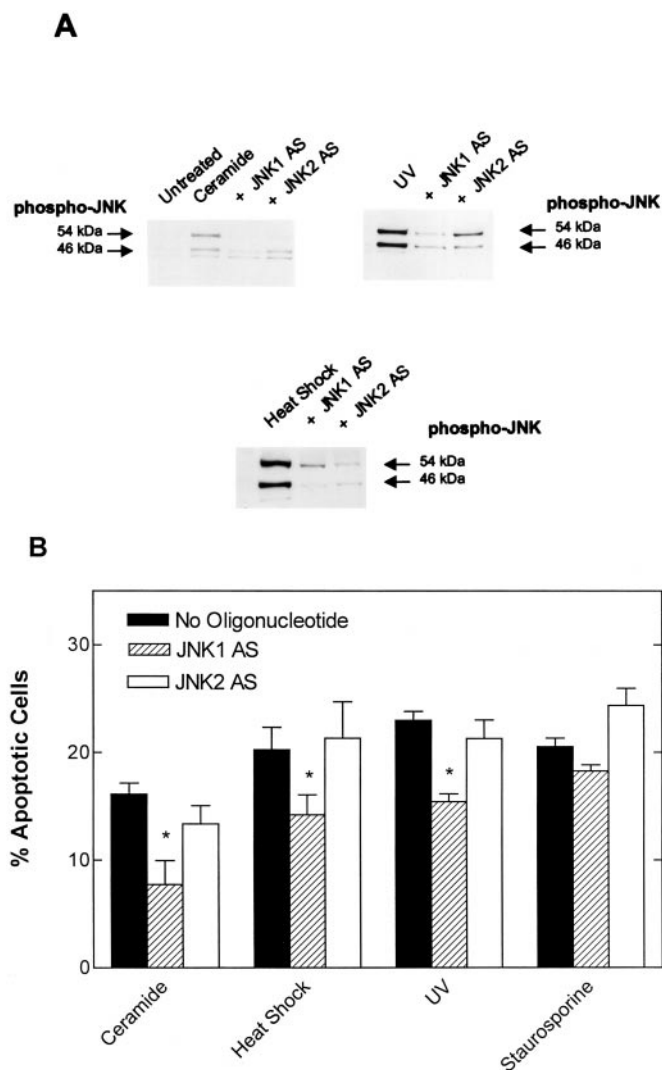 A
Untreated
Ceramide
+ JNK1 AS
+ JNK2 AS
phospho-JNK
54 kDa
46 kDa
UV
+ JNK1 AS
+ JNK2 AS
phospho-JNK
54 kDa
46 kDa
Heat Shock
+ JNK1 AS
+ JNK2 AS
phospho-JNK
54 kDa
46 kDa
B
% Apoptotic Cells
30
20
10
0
No Oligonucleotide
JNK1 AS
JNK2 AS
*
*
*
Ceramide
Heat Shock
UV
Staurosporine